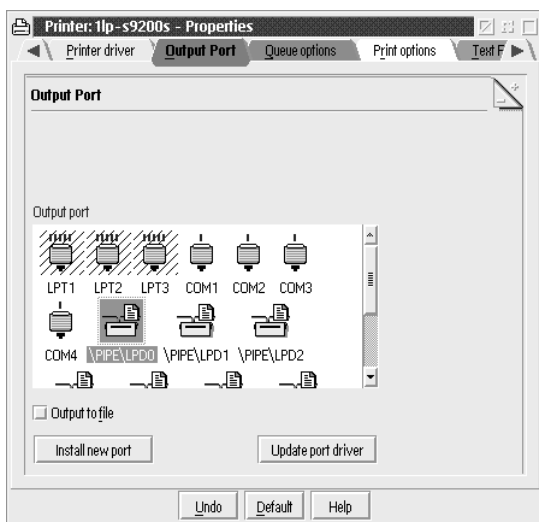 Printer: 1lp-s9200s - Properties
Printer driver Output Port Queue options Print options Text F
Output Port
Output port
LPT1 LPT2 LPT3 COM1 COM2 COM3
COM4 \PIPE\LPD0 \PIPE\LPD1 \PIPE\LPD2
Output to file
Install new port Update port driver
Undo Default Help